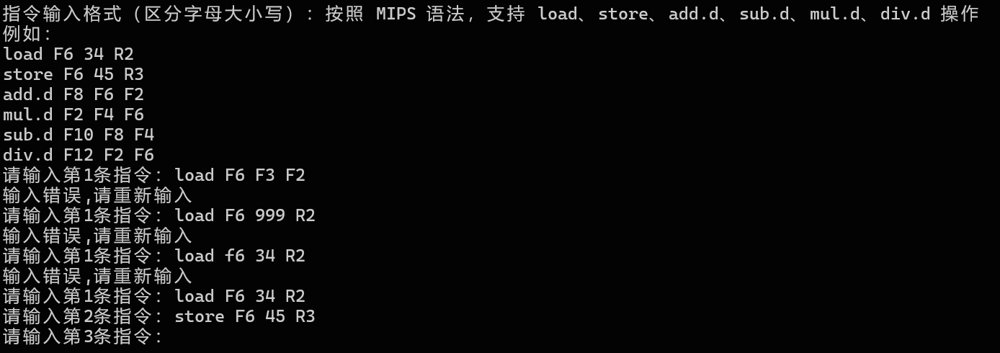 指令输入格式（区分字母大小写）：按照 MIPS 语法，支持 load、store、add.d、sub.d、mul.d、div.d 操作
例如：
load F6 34 R2
store F6 45 R3
add.d F8 F6 F2
mul.d F2 F4 F6
sub.d F10 F8 F4
div.d F12 F2 F6
请输入第1条指令：load F6 F3 F2
输入错误,请重新输入
请输入第1条指令：load F6 999 R2
输入错误,请重新输入
请输入第1条指令：load f6 34 R2
输入错误,请重新输入
请输入第1条指令：load F6 34 R2
请输入第2条指令：store F6 45 R3
请输入第3条指令：